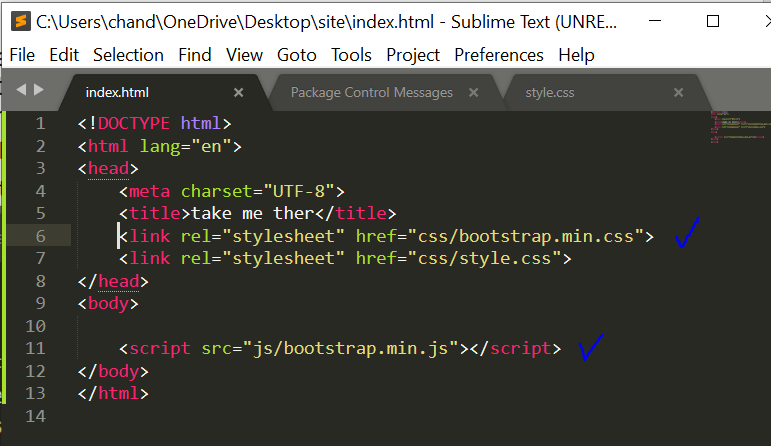 C:\Users\chand\OneDrive\Desktop\site\index.html - Sublime Text (UNRE...
File Edit Selection Find View Goto Tools Project Preferences Help
index.html × Package Control Messages × style.css ×
1 <!DOCTYPE html>
2 <html lang="en">
3 <head>
4 <meta charset="UTF-8">
5 <title>take me ther</title>
6 <link rel="stylesheet" href="css/bootstrap.min.css">
7 <link rel="stylesheet" href="css/style.css">
8 </head>
9 <body>
10
11 <script src="js/bootstrap.min.js"></script>
12 </body>
13 </html>
14